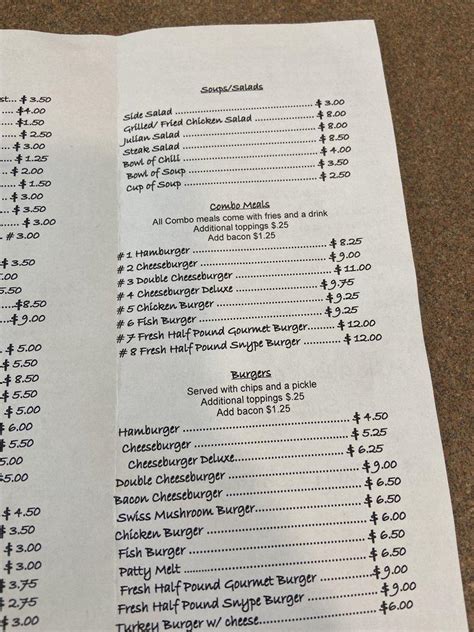 st... $ 3.50
$4.00
$1.50
$ 2.50
$ 3.00
$ 1.25
$ 2.00
$ 1.50
$ 3.00
$ 3.50
$ 3.00
$ 3.50
5.50
$8.50
$9.00
$ 5.00
5.50
5.50
5.00
$ 6.00
$ 5.50
5.00
$5.00
$ 4.50
$ 3.50
$ 3.00
$ 3.75
$ 2.75
$ 3.00
Soups/Salads
Side Salad ........ $ 3.00
Grilled/ Fried Chicken Salad ........ $ 8.00
Julian Salad ........ $ 8.00
Steak Salad ........ $ 8.50
Bowl of Chili ........ $ 4.00
Bowl of Soup ........ $ 3.50
Cup of Soup ........ $ 2.50
Combo Meals
All Combo meals come with fries and a drink
Additional toppings $.25
Add bacon $1.25
# 1 Hamburger ........ $ 8.25
# 2 Cheeseburger ........ $ 9.00
# 3 Double Cheeseburger ........ $ 11.00
# 4 Cheeseburger Deluxe ........ $ 9.75
# 5 Chicken Burger ........ $ 9.25
# 6 Fish Burger ........ $ 9.25
# 7 Fresh Half Pound Gourmet Burger ........ $ 12.00
# 8 Fresh Half Pound Snype Burger ........ $ 12.00
Burgers
Served with chips and a pickle
Additional toppings $.25
Add bacon $1.25
Hamburger ........ $ 4.50
Cheeseburger ........ $ 5.25
Cheeseburger Deluxe ........ $ 6.25
Double Cheeseburger ........ $9.00
Bacon Cheeseburger ........ $ 6.50
Swiss Mushroom Burger ........ $ 6.50
Chicken Burger ........ $ 6.00
Fish Burger ........ $ 6.50
Patty Melt ........ $ 6.50
Fresh Half Pound Gourmet Burger ........ $9.00
Fresh Half Pound Snype Burger ........ $9.00
Turkey Burger w/ cheese ........ $6.00